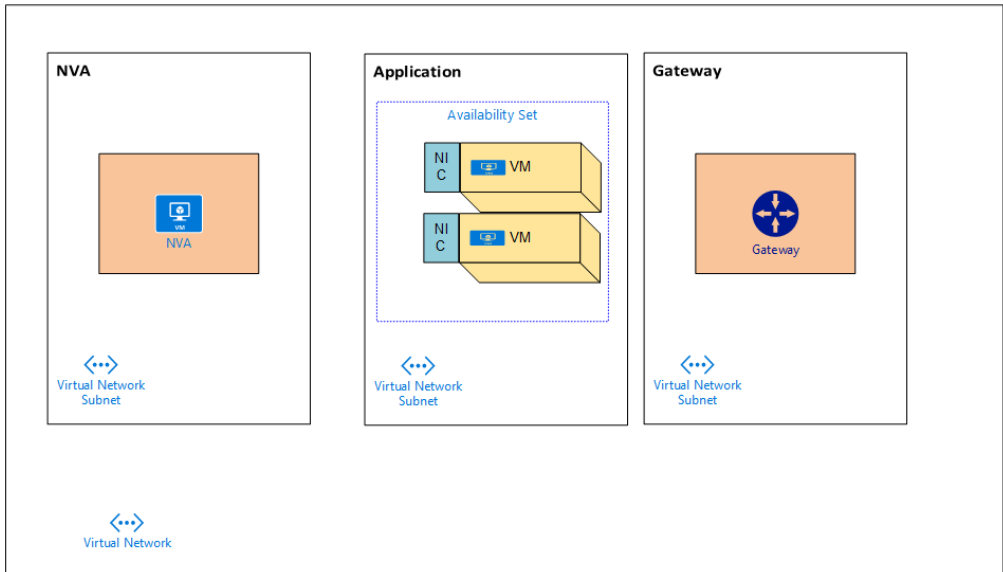 NVA
Application
Gateway
Availability Set
NI
C
VM
NI
C
VM
VM
NVA
Gateway
Virtual Network
Subnet
Virtual Network
Subnet
Virtual Network
Subnet
Virtual Network